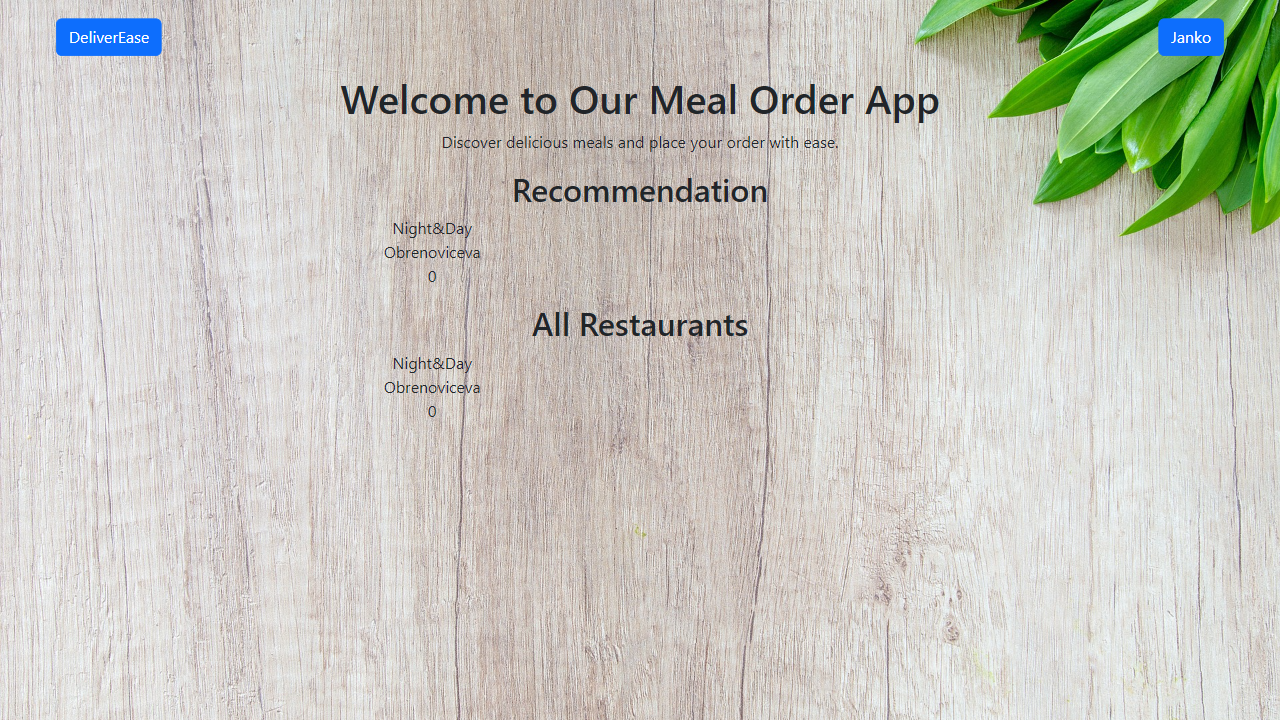 DeliverEase
Janko
Welcome to Our Meal Order App
Discover delicious meals and place your order with ease.
Recommendation
Night&Day
Obrenoviceva
0
All Restaurants
Night&Day
Obrenoviceva
0